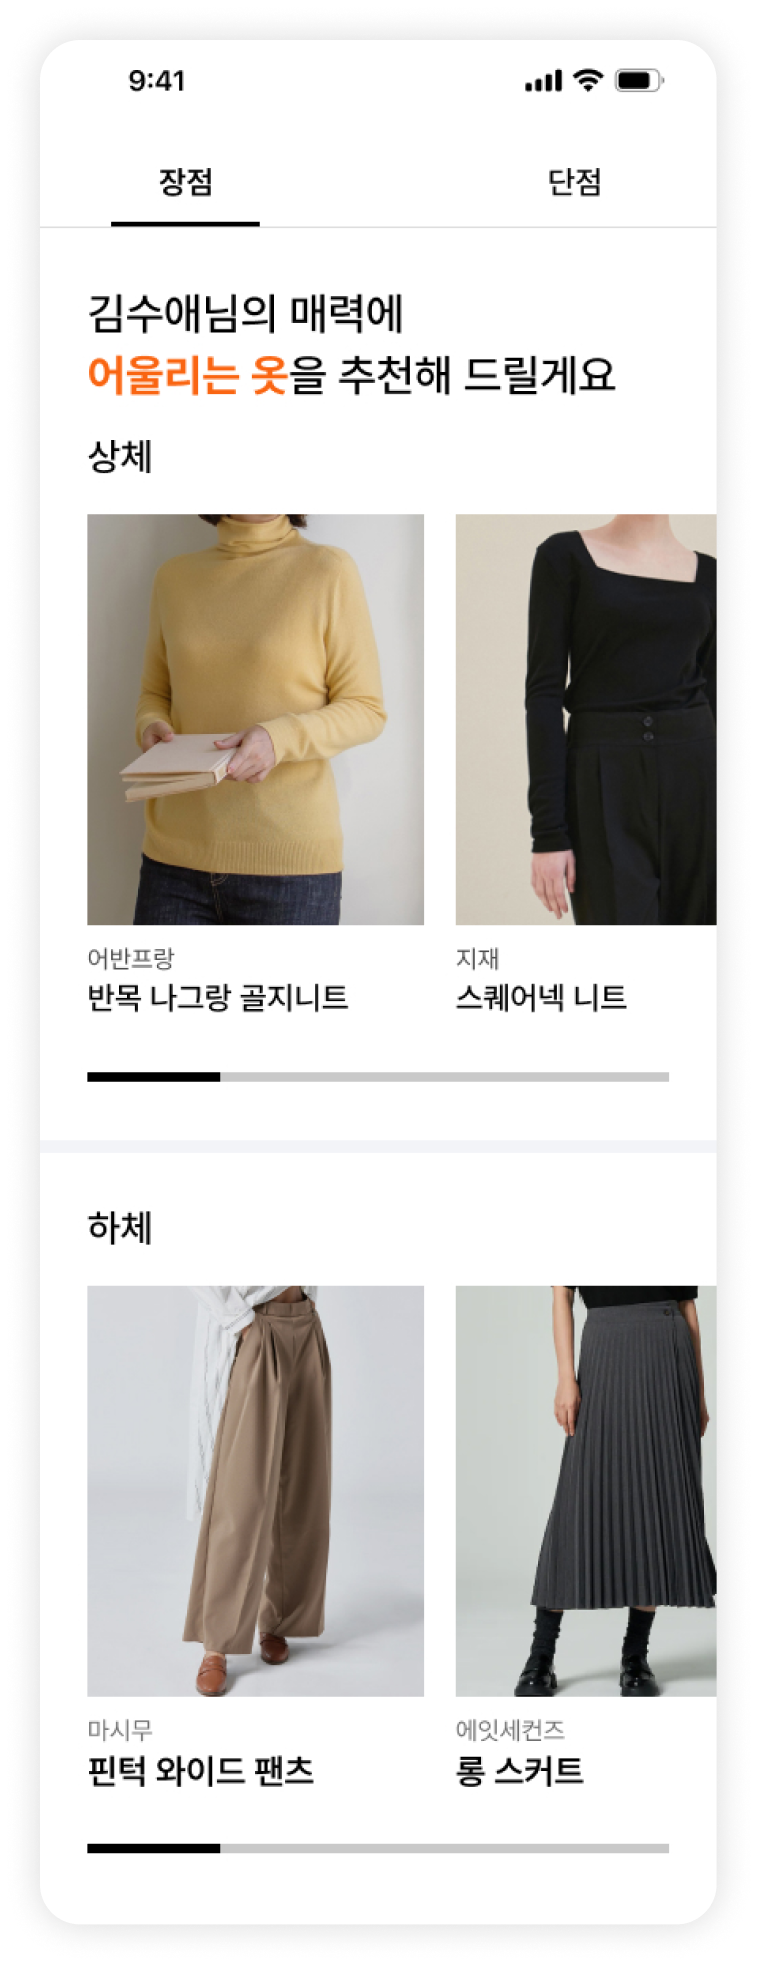 9:41
장점
단점
김수애님의 매력에
어울리는 옷을 추천해 드릴게요
상체
어반프랑
반목 나그랑 골지니트
지재
스퀘어넥 니트
하체
마시무
핀턱 와이드 팬츠
에잇세컨즈
롱 스커트